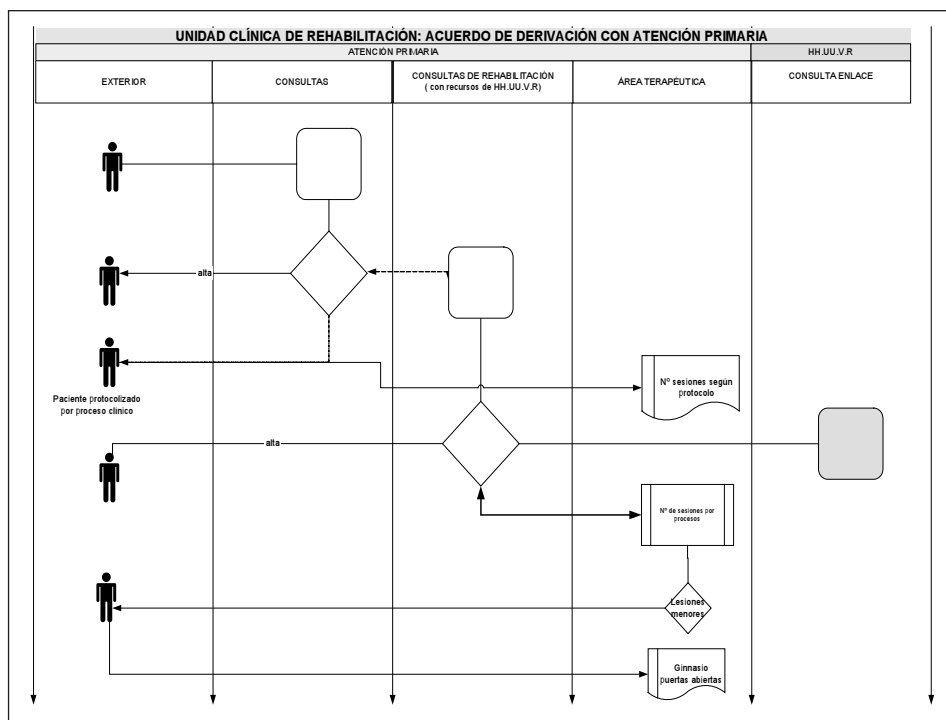 UNIDAD CLÍNICA DE REHABILITACIÓN: ACUERDO DE DERIVACIÓN CON ATENCIÓN PRIMARIA
ATENCIÓN PRIMARIA
HH.UU.V.R
EXTERIOR
CONSULTAS
CONSULTAS DE REHABILITACIÓN
( con recursos de HH.UU.V.R)
ÁREA TERAPÉUTICA
CONSULTA ENLACE
alta
Nº sesiones según
protocolo
Paciente protocolizado
por proceso clínico
alta
Nº de sesiones por
procesos
Lesiones
menores
Ginnasio
puertas abiertas